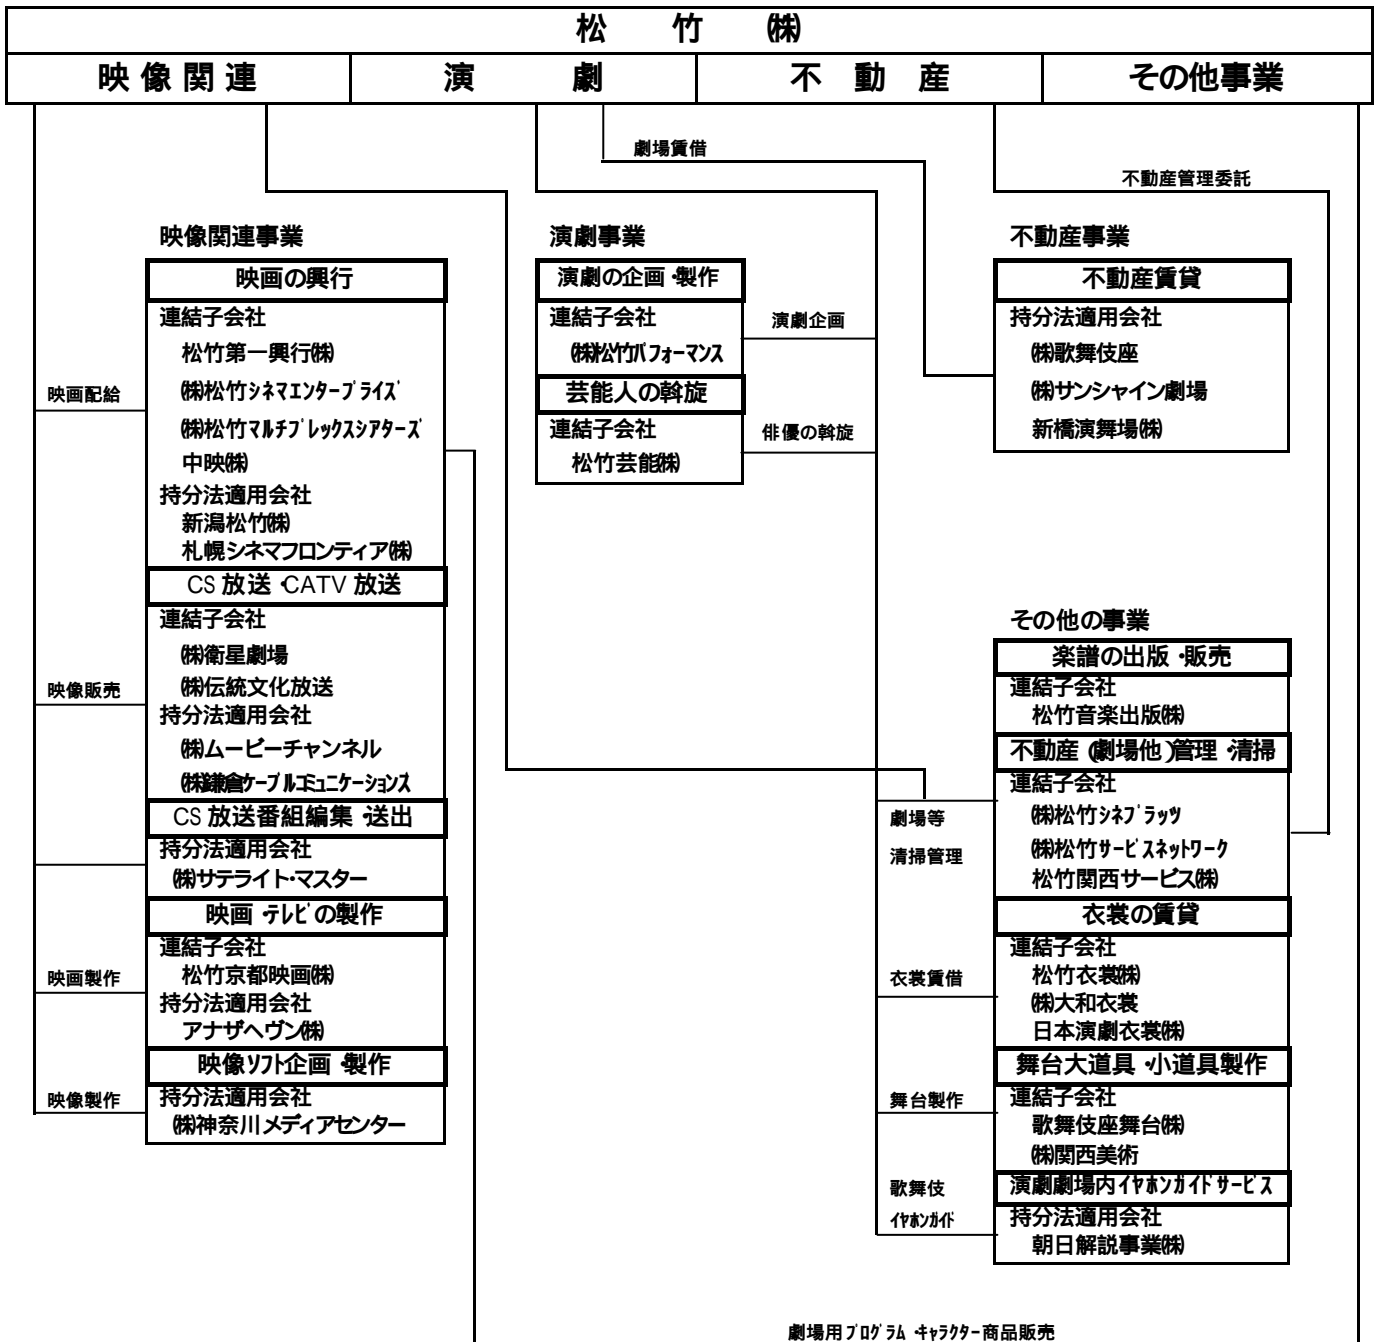 松 竹 ㈱
映像関連 演 劇 不 動 産 その他事業
劇場賃借
不動産管理委託
映像関連事業
映画の興行
連結子会社
松竹第一興行㈱
㈱松竹シネマエンタープライズ
㈱松竹マルチプレックスシアターズ
中映㈱
持分法適用会社
新潟松竹㈱
札幌シネマフロンティア㈱
CS 放送・CATV 放送
連結子会社
㈱衛星劇場
㈱伝統文化放送
持分法適用会社
㈱ムービーチャンネル
㈱鎌倉ケーブルコミュニケーションズ
CS 放送番組編集・送出
持分法適用会社
㈱サテライト・マスター
映画・テレビの製作
連結子会社
松竹京都映画㈱
持分法適用会社
アナザヘヴン㈱
映像ソフト企画・製作
持分法適用会社
㈱神奈川メディアセンター
映画配給
映像販売
映画製作
映像製作
演劇事業
演劇の企画・製作
連結子会社
㈱松竹パフォーマンス
芸能人の斡旋
連結子会社
松竹芸能㈱
演劇企画
俳優の斡旋
不動産事業
不動産賃貸
持分法適用会社
㈱歌舞伎座
㈱サンシャイン劇場
新橋演舞場㈱
その他の事業
楽譜の出版・販売
連結子会社
松竹音楽出版㈱
不動産(劇場他)管理・清掃
連結子会社
㈱松竹シネプラッツ
㈱松竹サービスネットワーク
松竹関西サービス㈱
衣裳の賃貸
連結子会社
松竹衣裳㈱
㈱大和衣裳
日本演劇衣裳㈱
舞台大道具・小道具製作
連結子会社
歌舞伎座舞台㈱
㈱関西美術
演劇劇場内イヤホンガイドサービス
持分法適用会社
朝日解説事業㈱
劇場等
清掃管理
衣裳賃借
舞台製作
歌舞伎
イヤホンガイド
劇場用プログラム・キャラクター商品販売